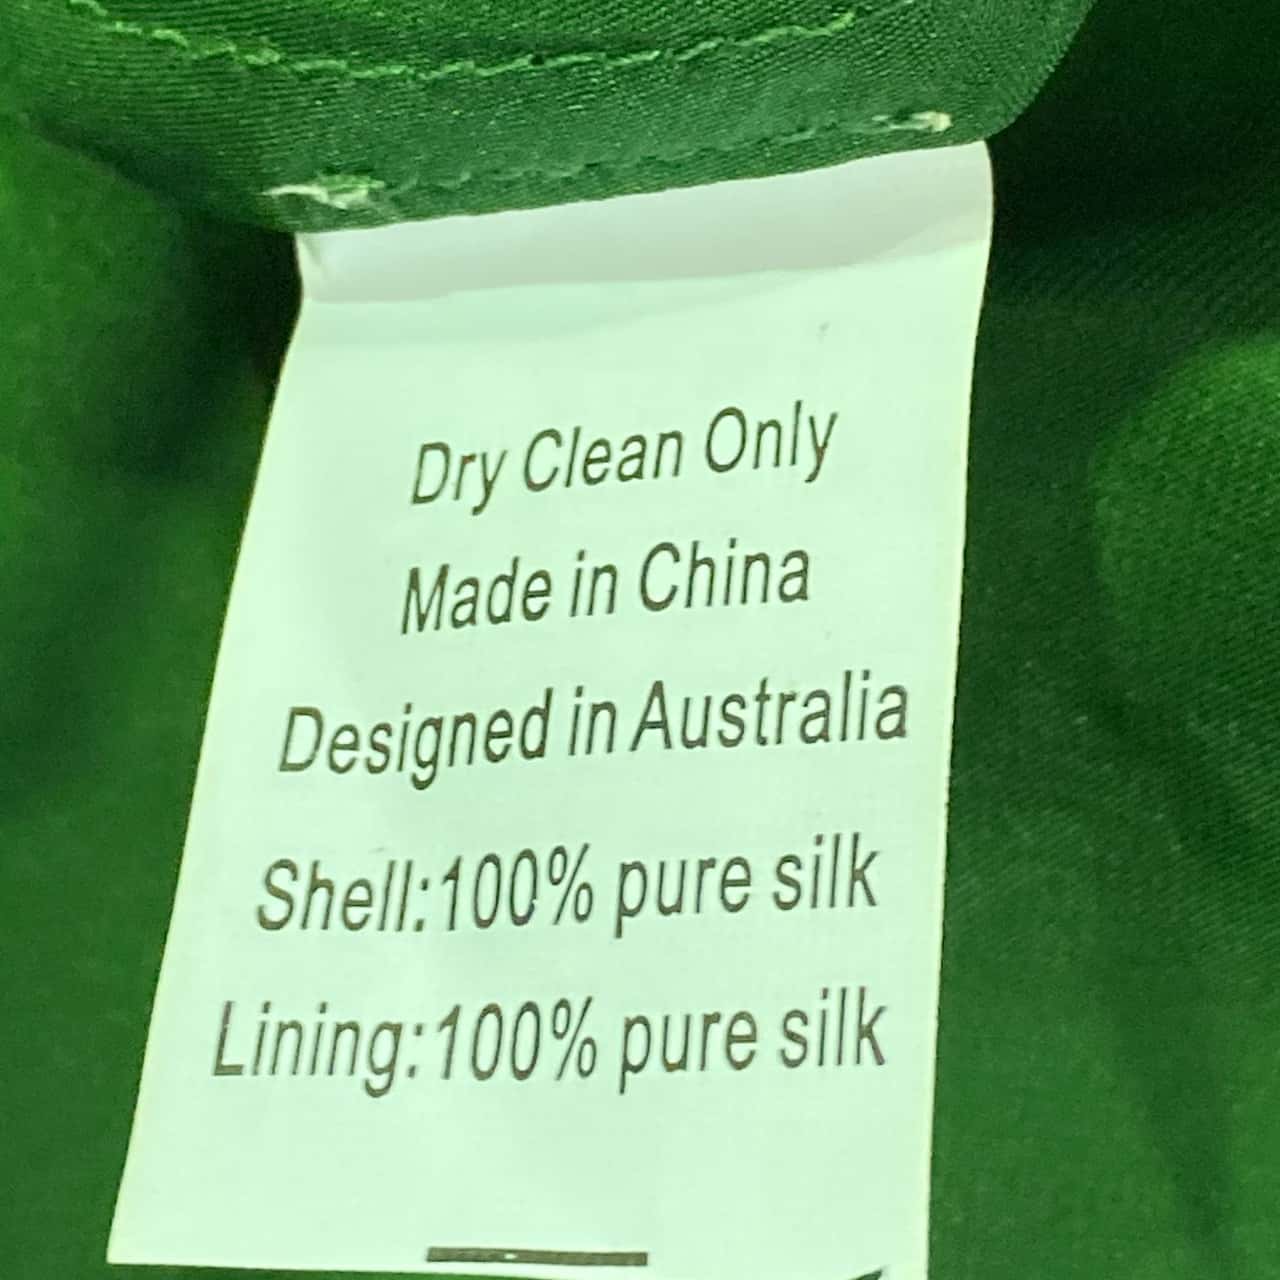 Dry Clean Only
Made in China
Designed in Australia
Shell:100% pure silk
Lining:100% pure silk